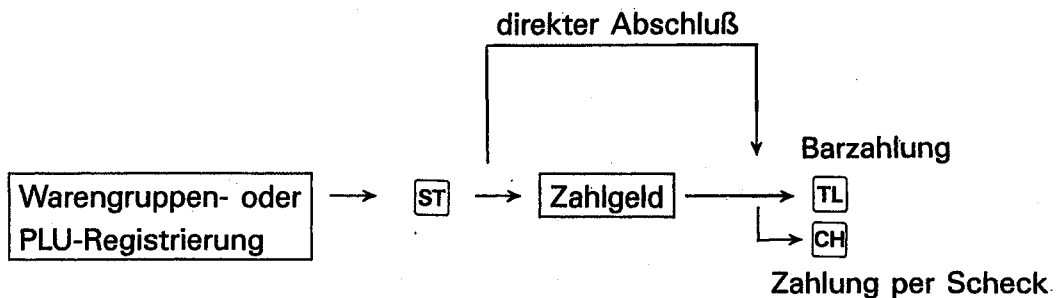 direkter Abschluß
Barzahlung
Warengruppen- oder
PLU-Registrierung
ST
Zahlgeld
TL
CH
Zahlung per Scheck